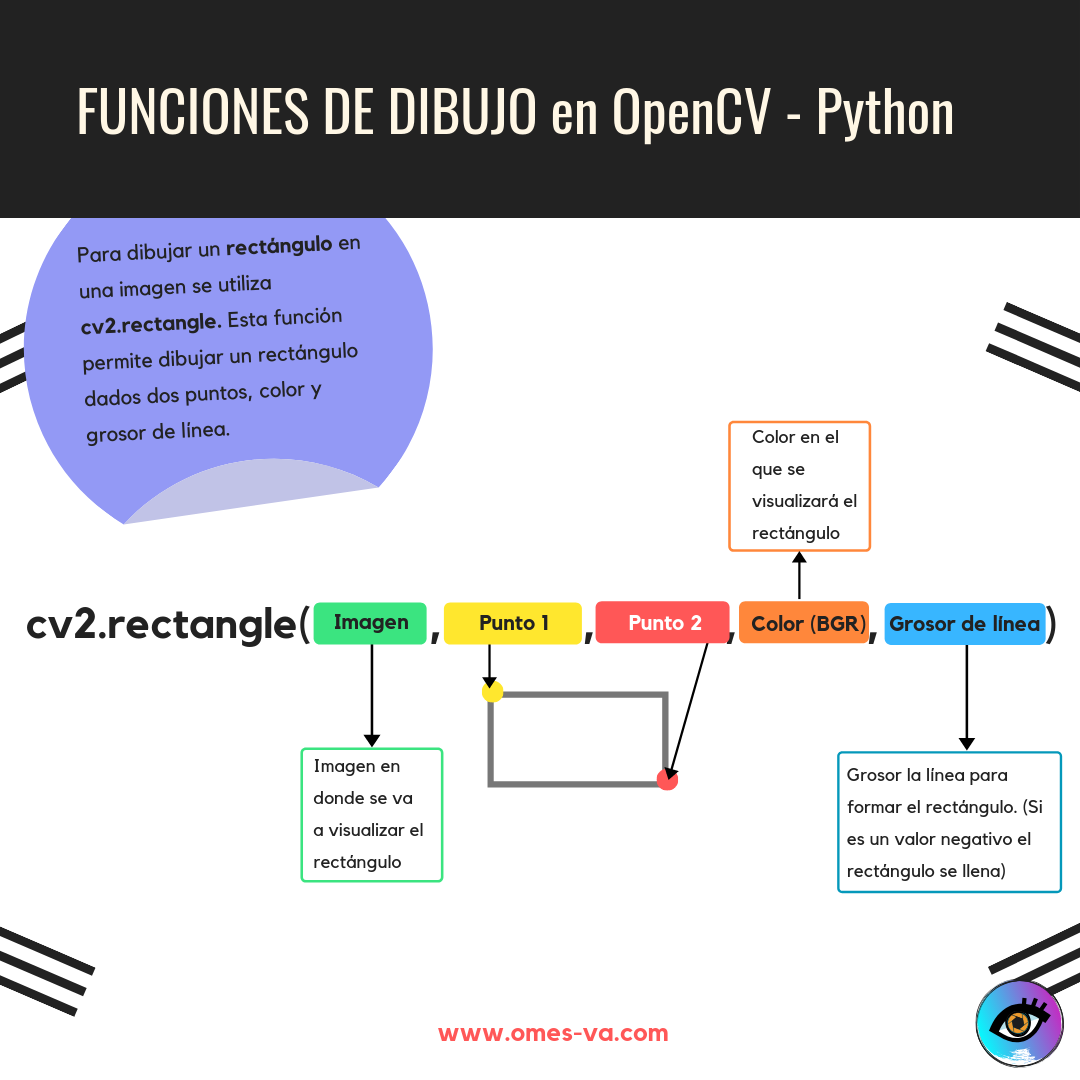 FUNCIONES DE DIBUJO en OpenCV - Python
Para dibujar un rectángulo en
una imagen se utiliza
cv2.rectangle. Esta función
permite dibujar un rectángulo
dados dos puntos, color y
grosor de línea.
Color en el
que se
visualizará el
rectángulo
cv2.rectangle( Imagen , Punto 1 , Punto 2 , Color (BGR) , Grosor de línea )
Imagen en
donde se va
a visualizar el
rectángulo
Grosor la línea para
formar el rectángulo. (Si
es un valor negativo el
rectángulo se llena)
www.omes-va.com